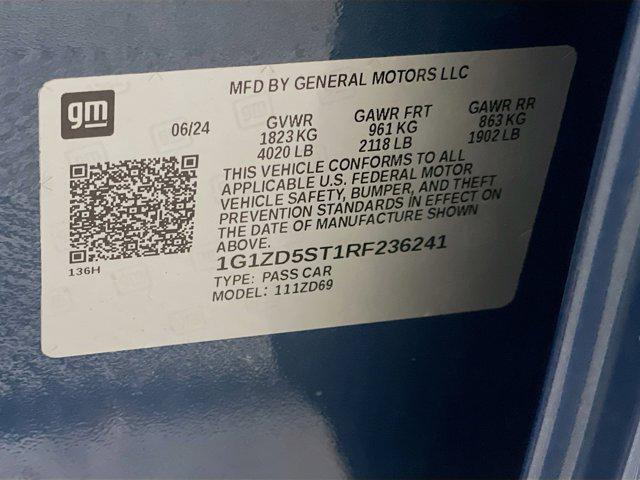 MFD BY GENERAL MOTORS LLC
gm
06/24
GVWR
1823 KG
4020 LB
GAWR FRT
961 KG
2118 LB
GAWR RR
863 KG
1902 LB
THIS VEHICLE CONFORMS TO ALL
APPLICABLE U.S. FEDERAL MOTOR
VEHICLE SAFETY, BUMPER, AND THEFT
PREVENTION STANDARDS IN EFFECT ON
THE DATE OF MANUFACTURE SHOWN
ABOVE.
1G1ZD5ST1RF236241
TYPE: PASS CAR
MODEL: 111ZD69
136H